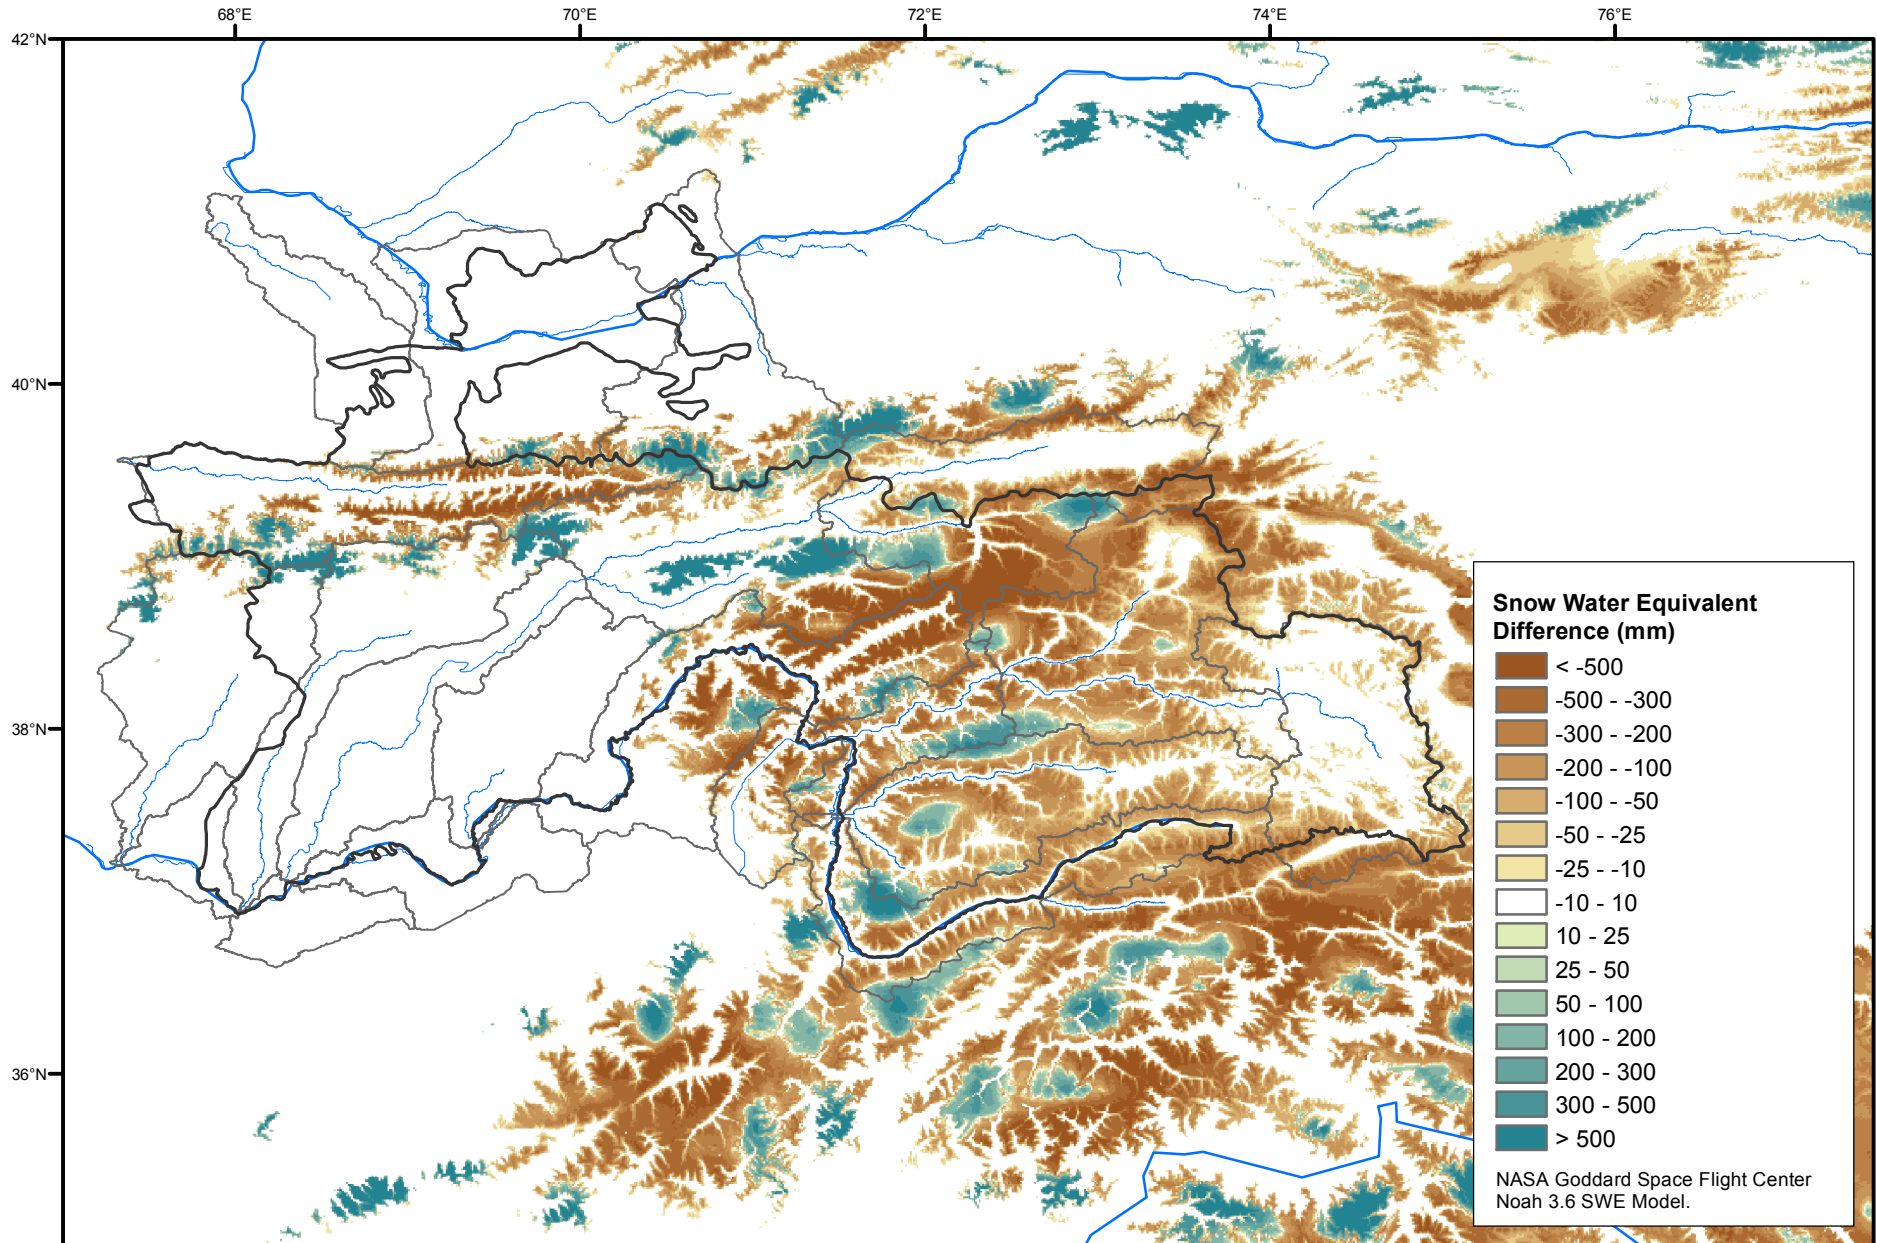 68°E
70°E
72°E
74°E
76°E
42°N
40°N
38°N
36°N
Snow Water Equivalent
Difference (mm)
< -500
-500 - -300
-300 - -200
-200 - -100
-100 - -50
-50 - -25
-25 - -10
-10 - 10
10 - 25
25 - 50
50 - 100
100 - 200
200 - 300
300 - 500
> 500
NASA Goddard Space Flight Center
Noah 3.6 SWE Model.